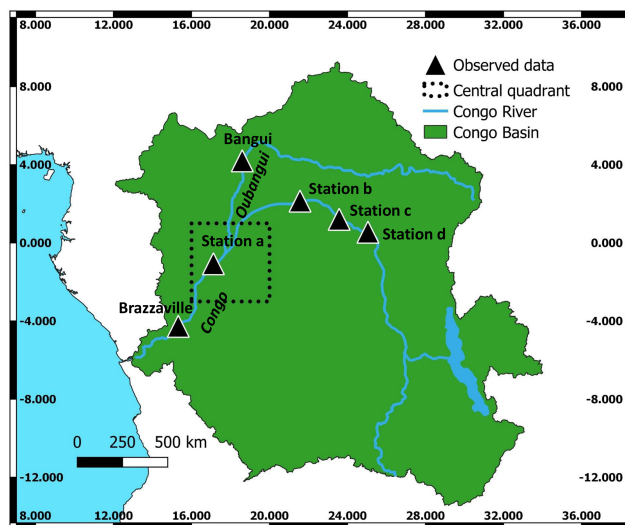 8.000 12.000 16.000 20.000 24.000 28.000 32.000 36.000
8.000 8.000
4.000 4.000
0.000 0.000
-4.000 -4.000
-8.000 -8.000
-12.000 -12.000
Observed data
Central quadrant
Congo River
Congo Basin
Bangui
Oubangui
Station b
Station c
Station d
Station a
Congo
Brazzaville
0 250 500 km
8.000 12.000 16.000 20.000 24.000 28.000 32.000 36.000